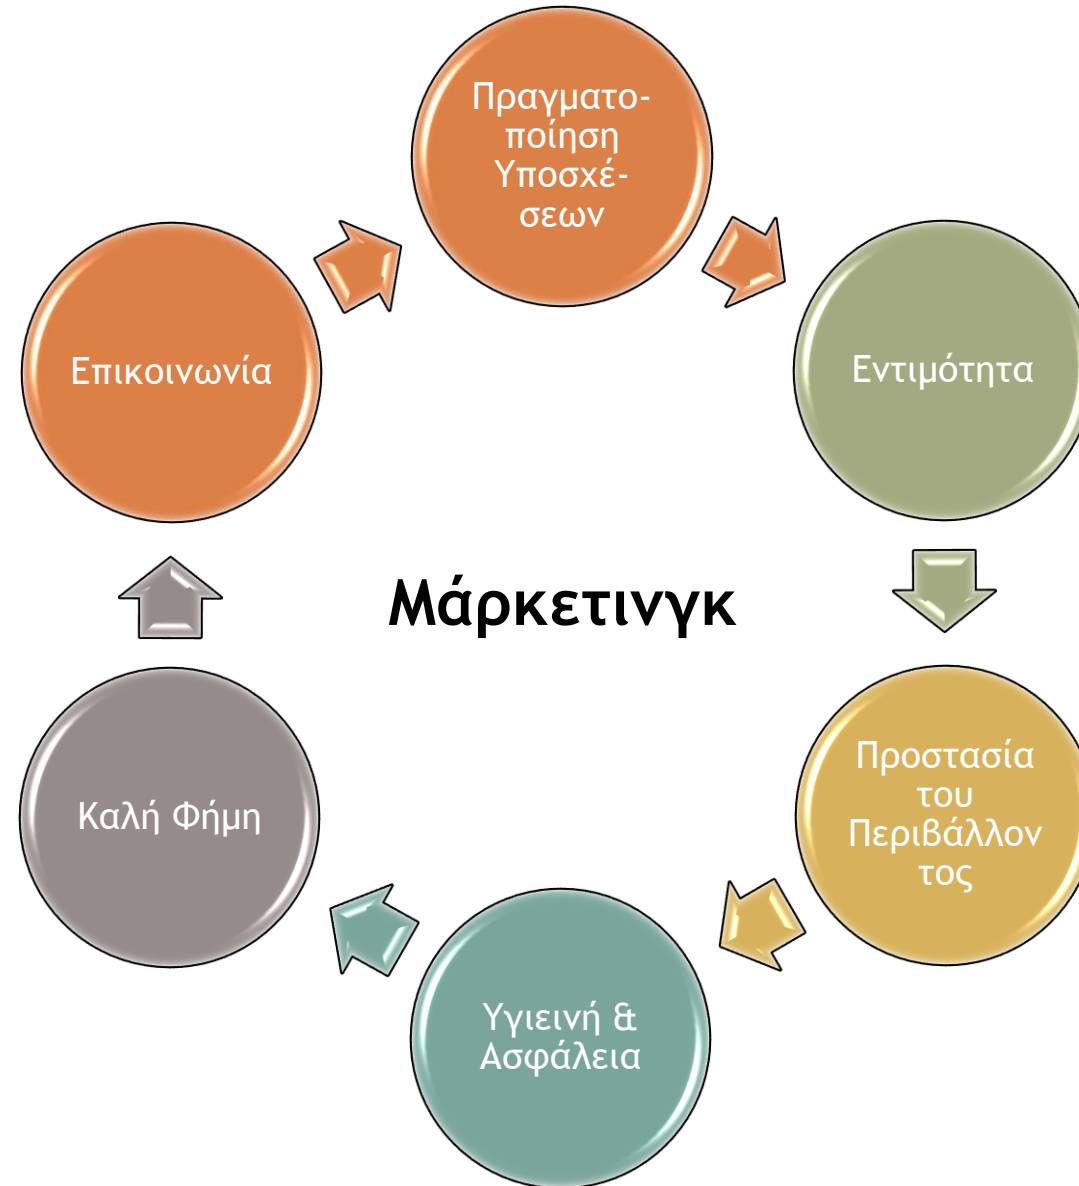 Πραγματο-
ποίηση
Υποσχέ-
σεων
Εντιμότητα
Προστασία
του
Περιβάλλον
τος
Υγιεινή &
Ασφάλεια
Καλή Φήμη
Επικοινωνία
Μάρκετινγκ